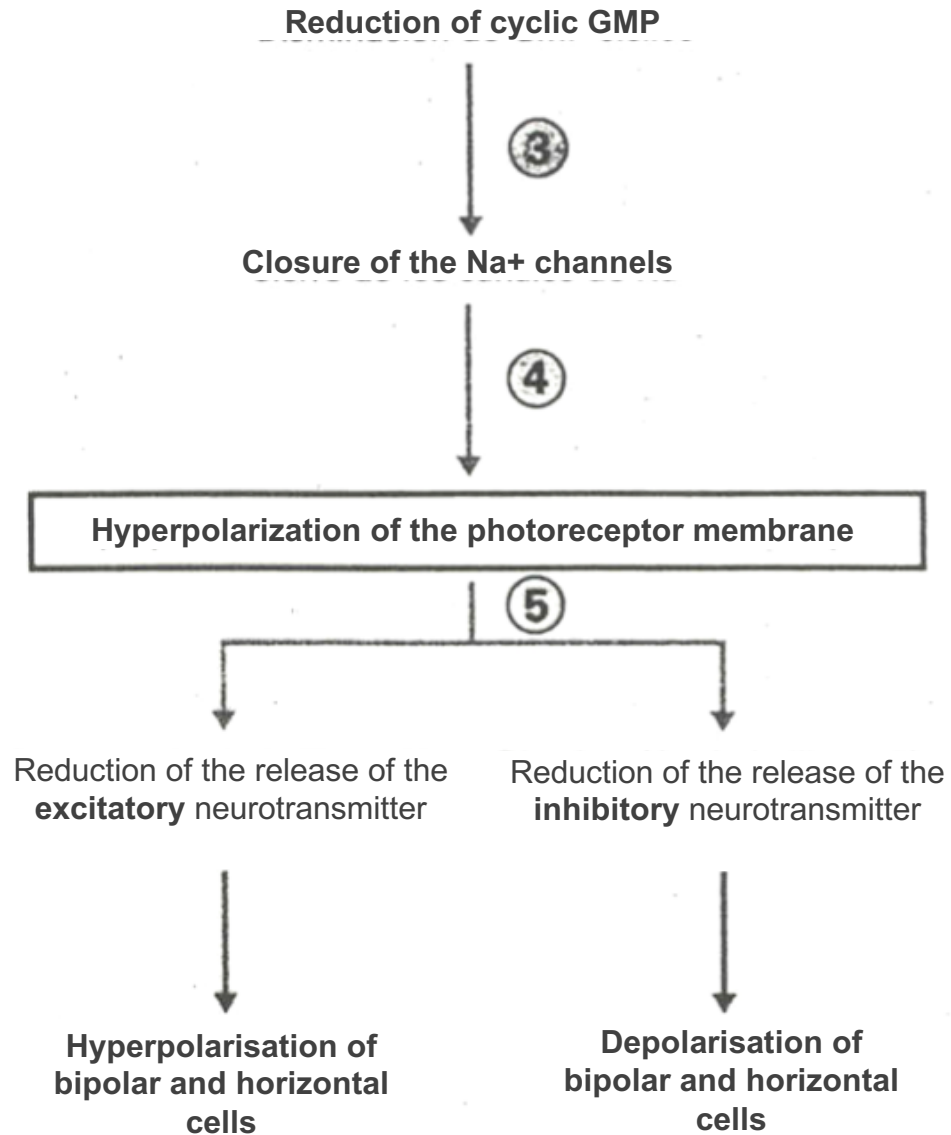 Reduction of cyclic GMP
3
Closure of the Na+ channels
4
Hyperpolarization of the photoreceptor membrane
5
Reduction of the release of the
excitatory neurotransmitter
Reduction of the release of the
inhibitory neurotransmitter
Hyperpolarisation of
bipolar and horizontal
cells
Depolarisation of
bipolar and horizontal
cells